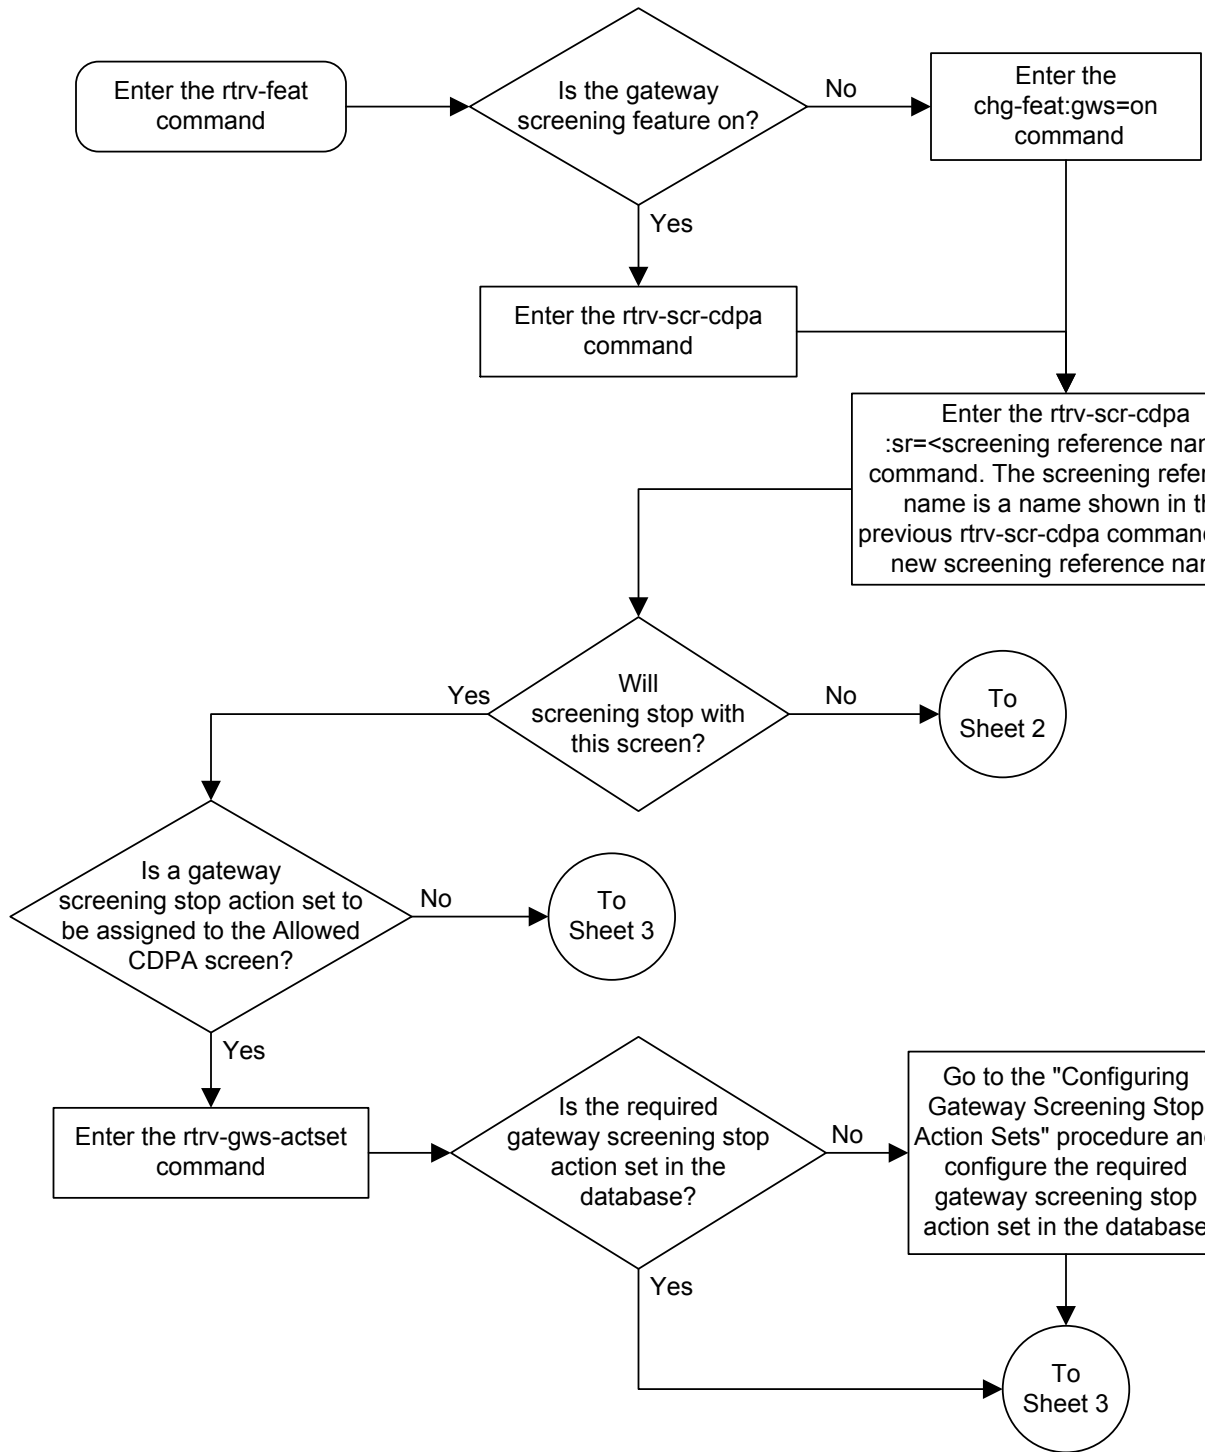 Enter the rtrv-feat
command
Is the gateway
screening feature on?
No
Enter the
chg-feat:gws=on
command
Yes
Enter the rtrv-scr-cdpa
command
Enter the rtrv-scr-cdpa
:sr=<screening reference
command. The screening
name is a name shown in
previous rtrv-scr-cdpa
new screening reference
Will
screening stop with
this screen?
Yes
No
To
Sheet 2
Is a gateway
screening stop action set to
be assigned to the Allowed
CDPA screen?
No
To
Sheet 3
Yes
Enter the rtrv-gws-actset
command
Is the required
gateway screening stop
action set in the
database?
No
Go to the "Configuring
Gateway Screening Stop
Action Sets" procedure and
configure the required
gateway screening stop
action set in the database
Yes
To
Sheet 3